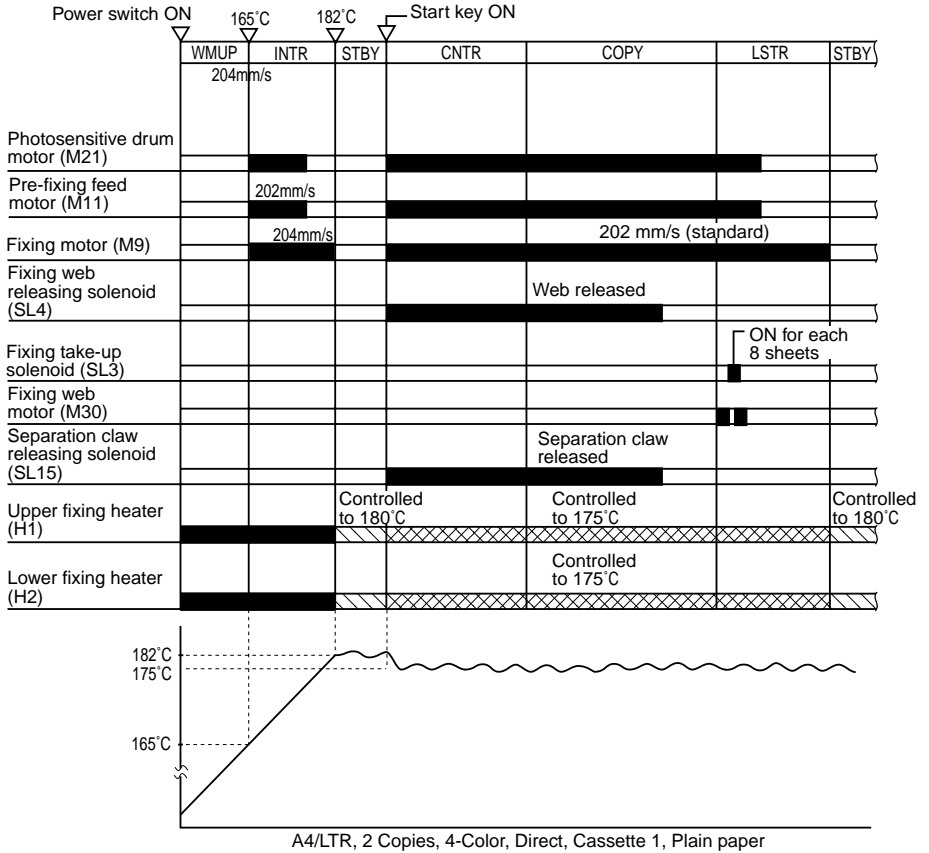 Power switch ON
165˚C
182˚C
Start key ON
WMUP
INTR
STBY
CNTR
COPY
LSTR
STBY
204mm/s
Photosensitive drum
motor (M21)
Pre-fixing feed
motor (M11)
202mm/s
Fixing motor (M9)
204mm/s
202 mm/s (standard)
Fixing web
releasing solenoid
(SL4)
Web released
Fixing take-up
solenoid (SL3)
ON for each
8 sheets
Fixing web
motor (M30)
Separation claw
releasing solenoid
(SL15)
Separation claw
released
Upper fixing heater
(H1)
Controlled
to 180˚C
Controlled
to 175˚C
Controlled
to 180˚C
Lower fixing heater
(H2)
Controlled
to 175˚C
182˚C
175˚C
165˚C
A4/LTR, 2 Copies, 4-Color, Direct, Cassette 1, Plain paper